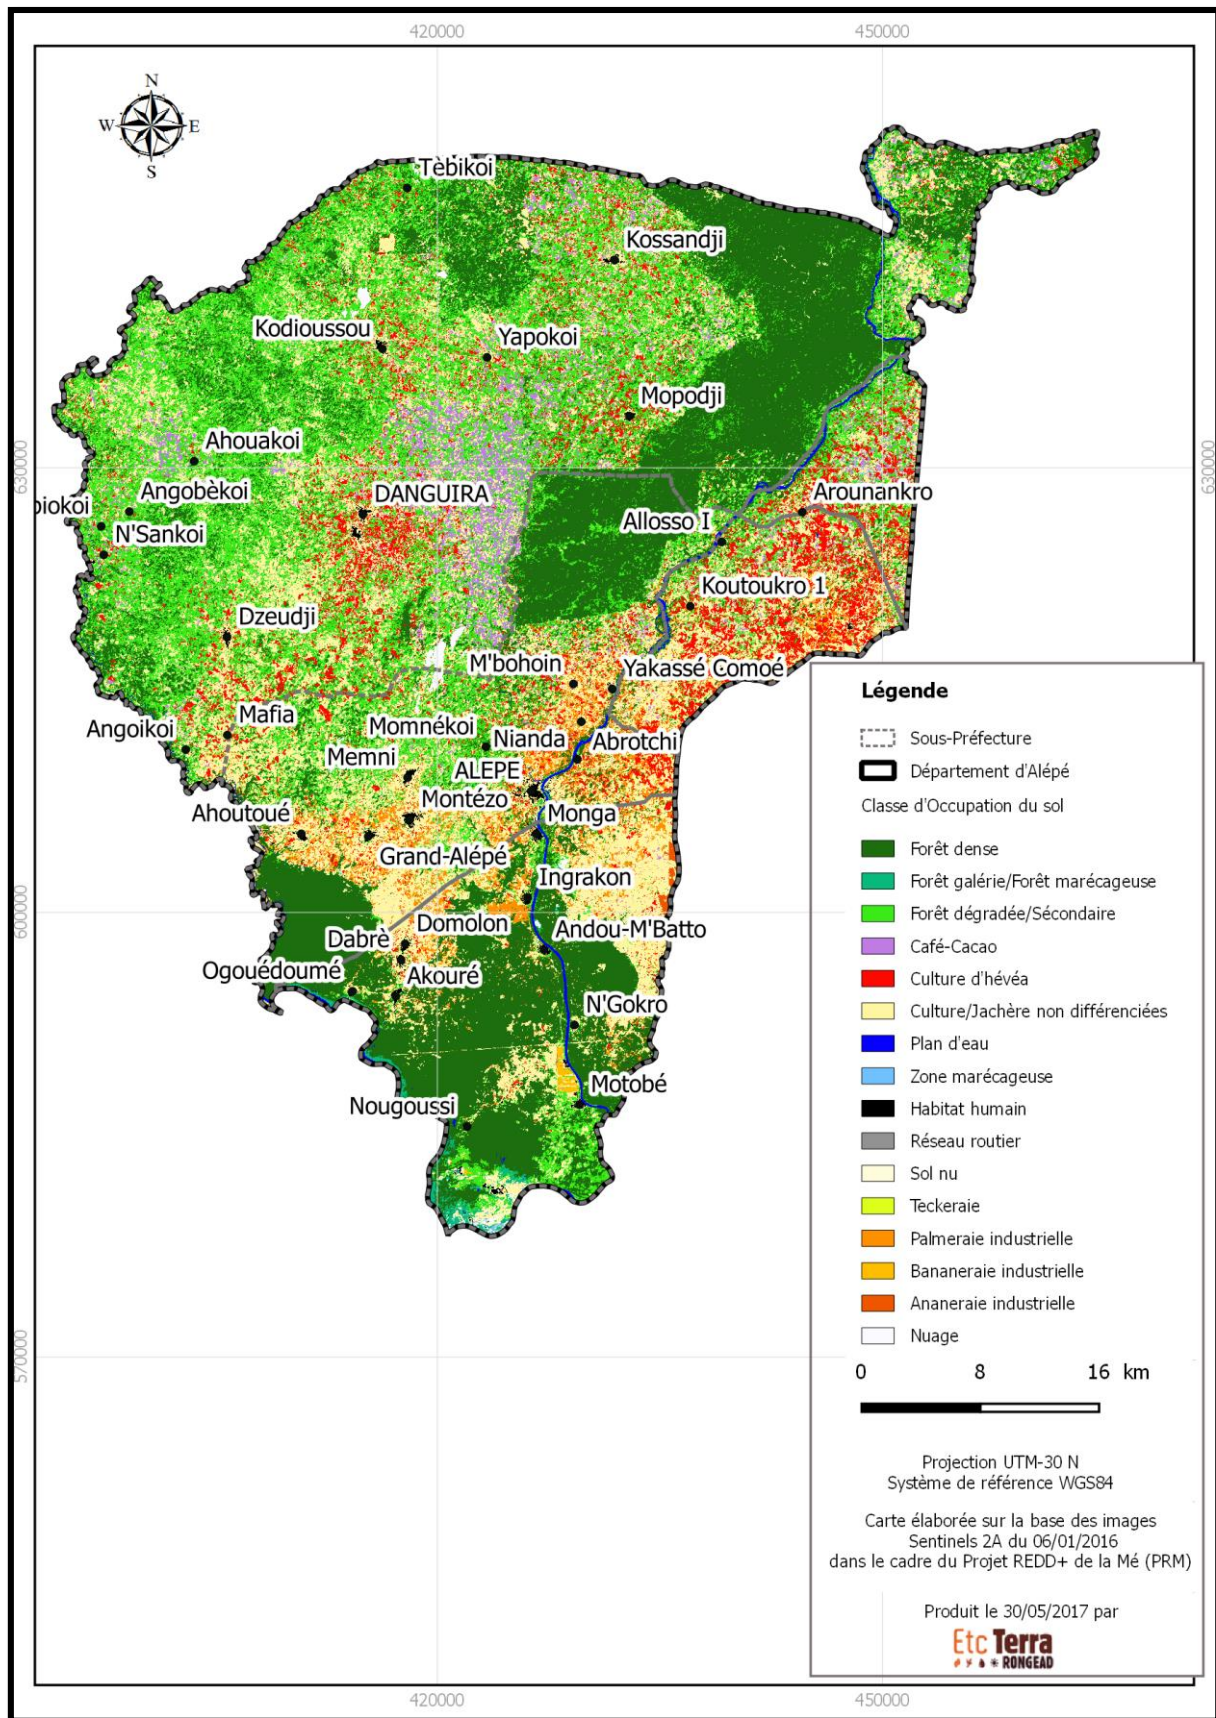 420000
450000
N
W
E
S
Tèbikoi
Kossandji
Kodioussou
Yapokoi
Mopodji
Ahouakoi
630000
630000
Angobèkoi
DANGUIRA
Arounankro
biokoi
Allosso I
N'Sankoi
Koutoukro 1
Dzeudji
M'bohoin
Yakassé Comoé
Mafia
Angoikoi
Momnékoi
Nianda
Abrotchi
Memni
ALEPE
Montézo
Ahoutoué
Monga
Grand-Alépé
Ingrakon
600000
Domolon
Andou-M'Batto
Dabrè
Ogouédoumé
Akouré
N'Gokro
Motobé
Nougoussi
570000
Légende
Sous-Préfecture
Département d'Alépé
Classe d'Occupation du sol
Forêt dense
Forêt galérie/Forêt marécageuse
Forêt dégradée/Sécondaire
Café-Cacao
Culture d'hévéa
Culture/Jachère non différenciées
Plan d'eau
Zone marécageuse
Habitat humain
Réseau routier
Sol nu
Teckeraie
Palmeraie industrielle
Bananeraie industrielle
Ananeraie industrielle
Nuage
0 8 16 km
Projection UTM-30 N
Système de référence WGS84
Carte élaborée sur la base des images
Sentinels 2A du 06/01/2016
dans le cadre du Projet REDD+ de la Mé (PRM)
Produit le 30/05/2017 par
Etc Terra
RONGEAD
420000
450000